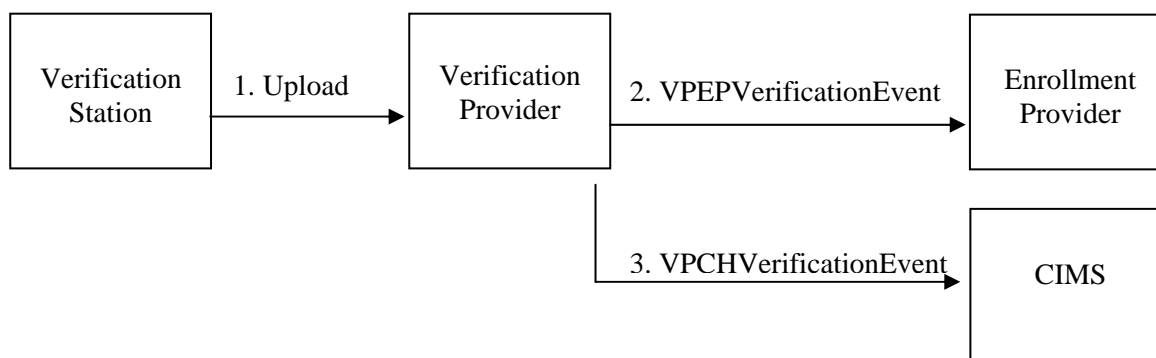 Verification
Station
1. Upload
Verification
Provider
2. VPEPVerificationEvent
Enrollment
Provider
3. VPCHVerificationEvent
CIMS